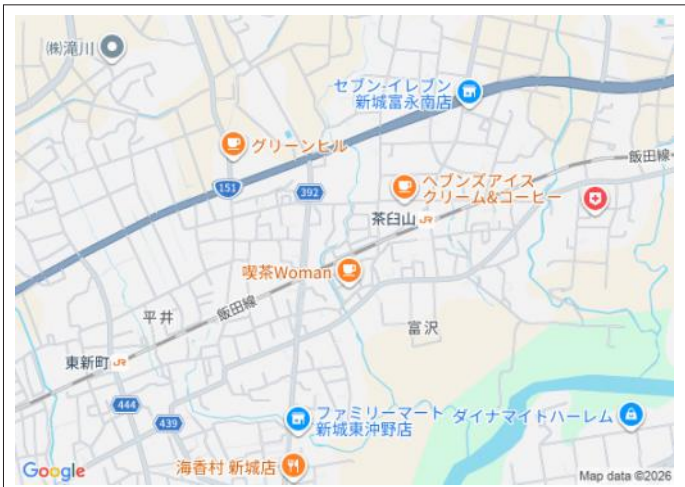 (株)滝川
セブン-イレブン
新城富永南店
グリーンヒル
飯田線
151
392
ヘブンズアイス
クリーム&コーヒー
茶臼山 JR
喫茶Woman
飯田線
平井
富沢
東新町 JR
444
439
ファミリーマート
新城東沖野店
ダイナマイトハーレム
海香村 新城店
Google
Map data ©2026